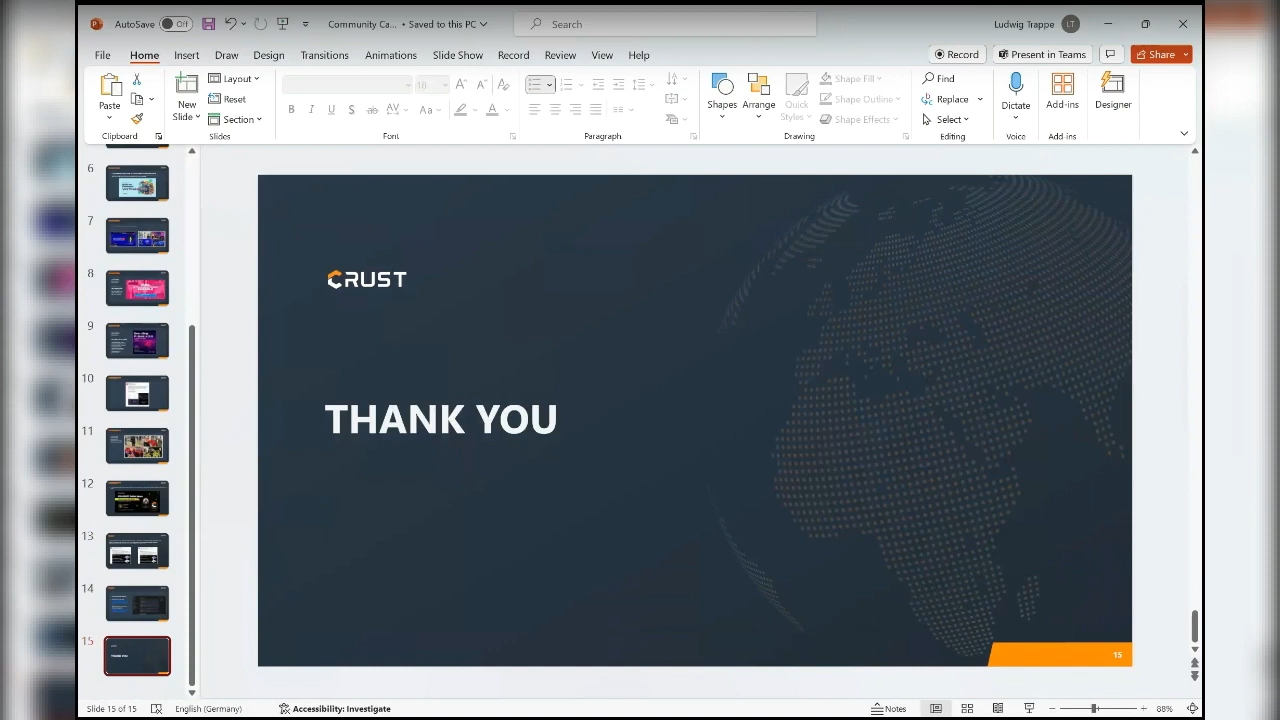 AutoSave Off Community Ca... • Saved to this PC Search Ludwig Trappe LT
File Home Insert Draw Design Transitions Animations Slide Show Record Review View Help Record Present in Teams Share
Paste New Slide Layout Reset Section 18 Shapes Arrange Quick Styles Shape Fill Shape Outline Shape Effects Find Replace Select Dictate Add-ins Designer
Clipboard Slides Font Paragraph Drawing Editing Voice Add-ins
6
7
8
9
10
11
12
13
14
15
CRUST
THANK YOU
15
Slide 15 of 15 English (Germany) Accessibility: Investigate Notes 88%